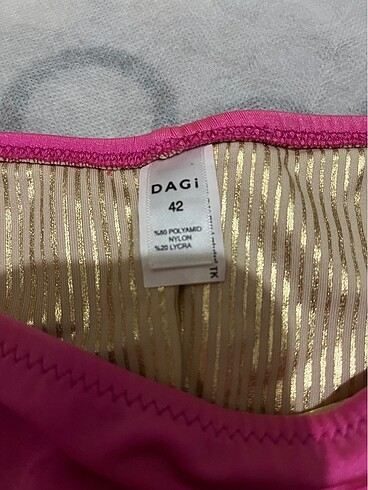 DAGi
42
%80 POLYAMID
NYLON
%20 LYCRA